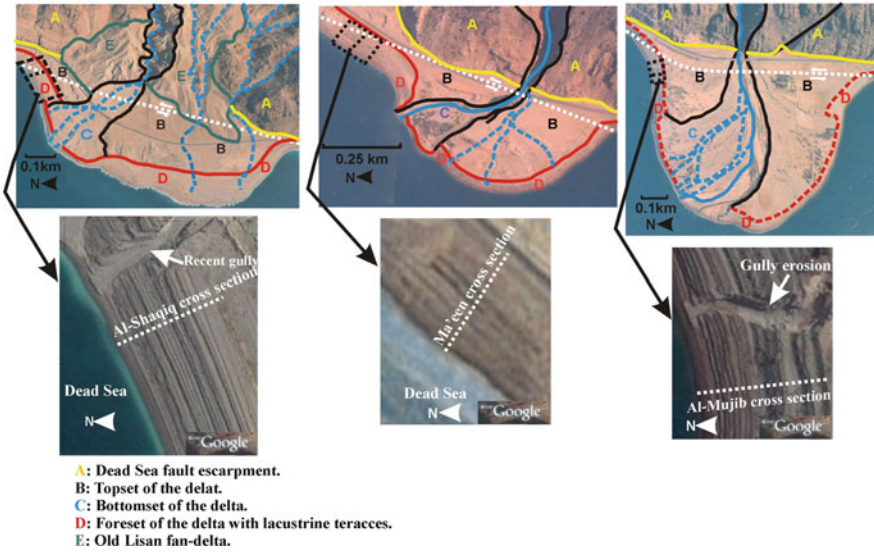 A
E
A
A
D
B
E
B
B
A
C
D
D
D
0.1km
N
A
D
B
A
C
B
D
D
0.25 km
N
A
A
B
B
D
D
C
D
0.1km
N
Recent gully
Al-Shaqiq cross section
Dead Sea
N
Google
Ma'een cross section
Dead Sea
N
Google
Gully erosion
Al-Mujib cross section
N
Google
A: Dead Sea fault escarpment.
B: Topset of the delat.
C: Bottomset of the delta.
D: Foreset of the delta with lacustrine teracces.
E: Old Lisan fan-delta.